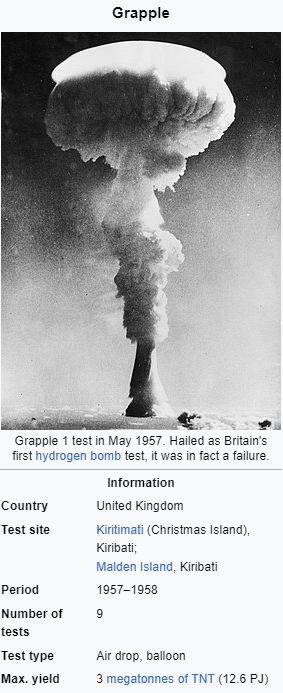 Grapple
Grapple 1 test in May 1957. Hailed as Britain's
first hydrogen bomb test, it was in fact a failure.
Information
Country United Kingdom
Test site Kiritimati (Christmas Island),
Kiribati;
Malden Island, Kiribati
Period 1957–1958
Number of 9
tests
Test type Air drop, balloon
Max. yield 3 megatonnes of TNT (12.6 PJ)